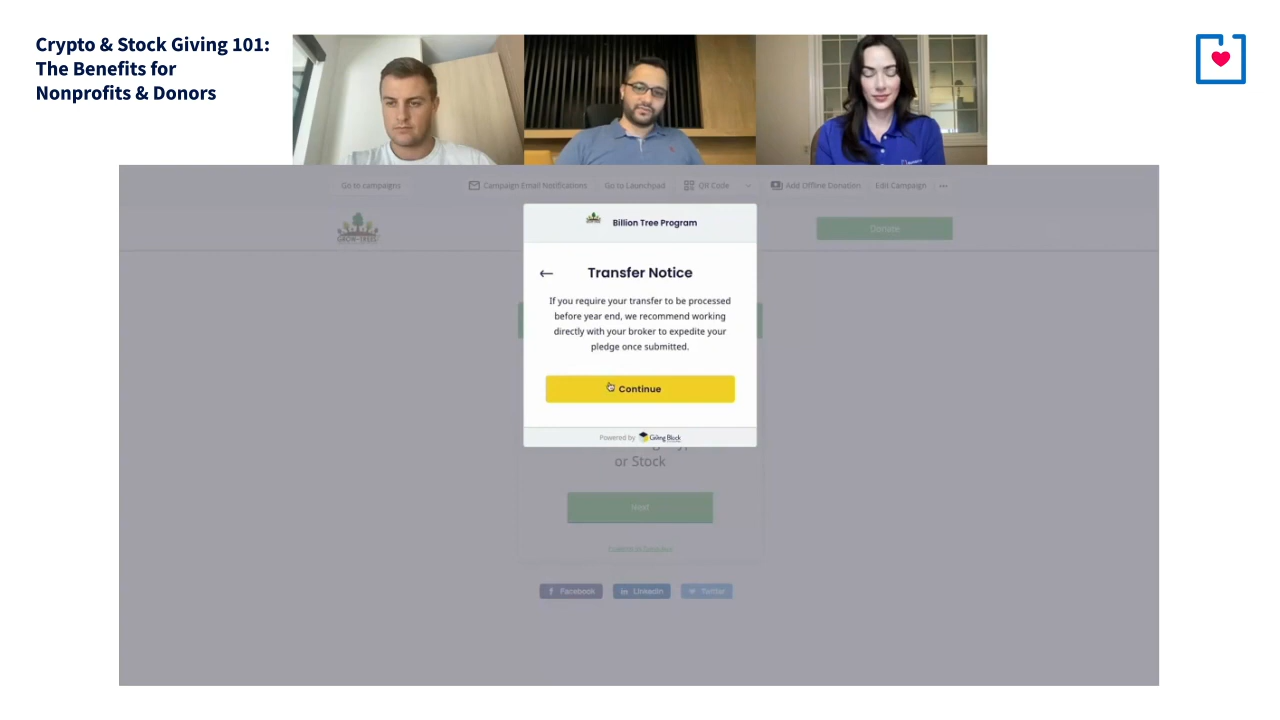 Crypto & Stock Giving 101:
The Benefits for
Nonprofits & Donors
Go to campaigns
Campaign Email Notifications
Go to Launchpad
QR Code
Add Offline Donation
Edit Campaign
Donate
Billion Tree Program
Transfer Notice
If you require your transfer to be processed
before year end, we recommend working
directly with your broker to expedite your
pledge once submitted.
Continue
Powered by Giving Block
or Stock
Next
Facebook
LinkedIn
Twitter